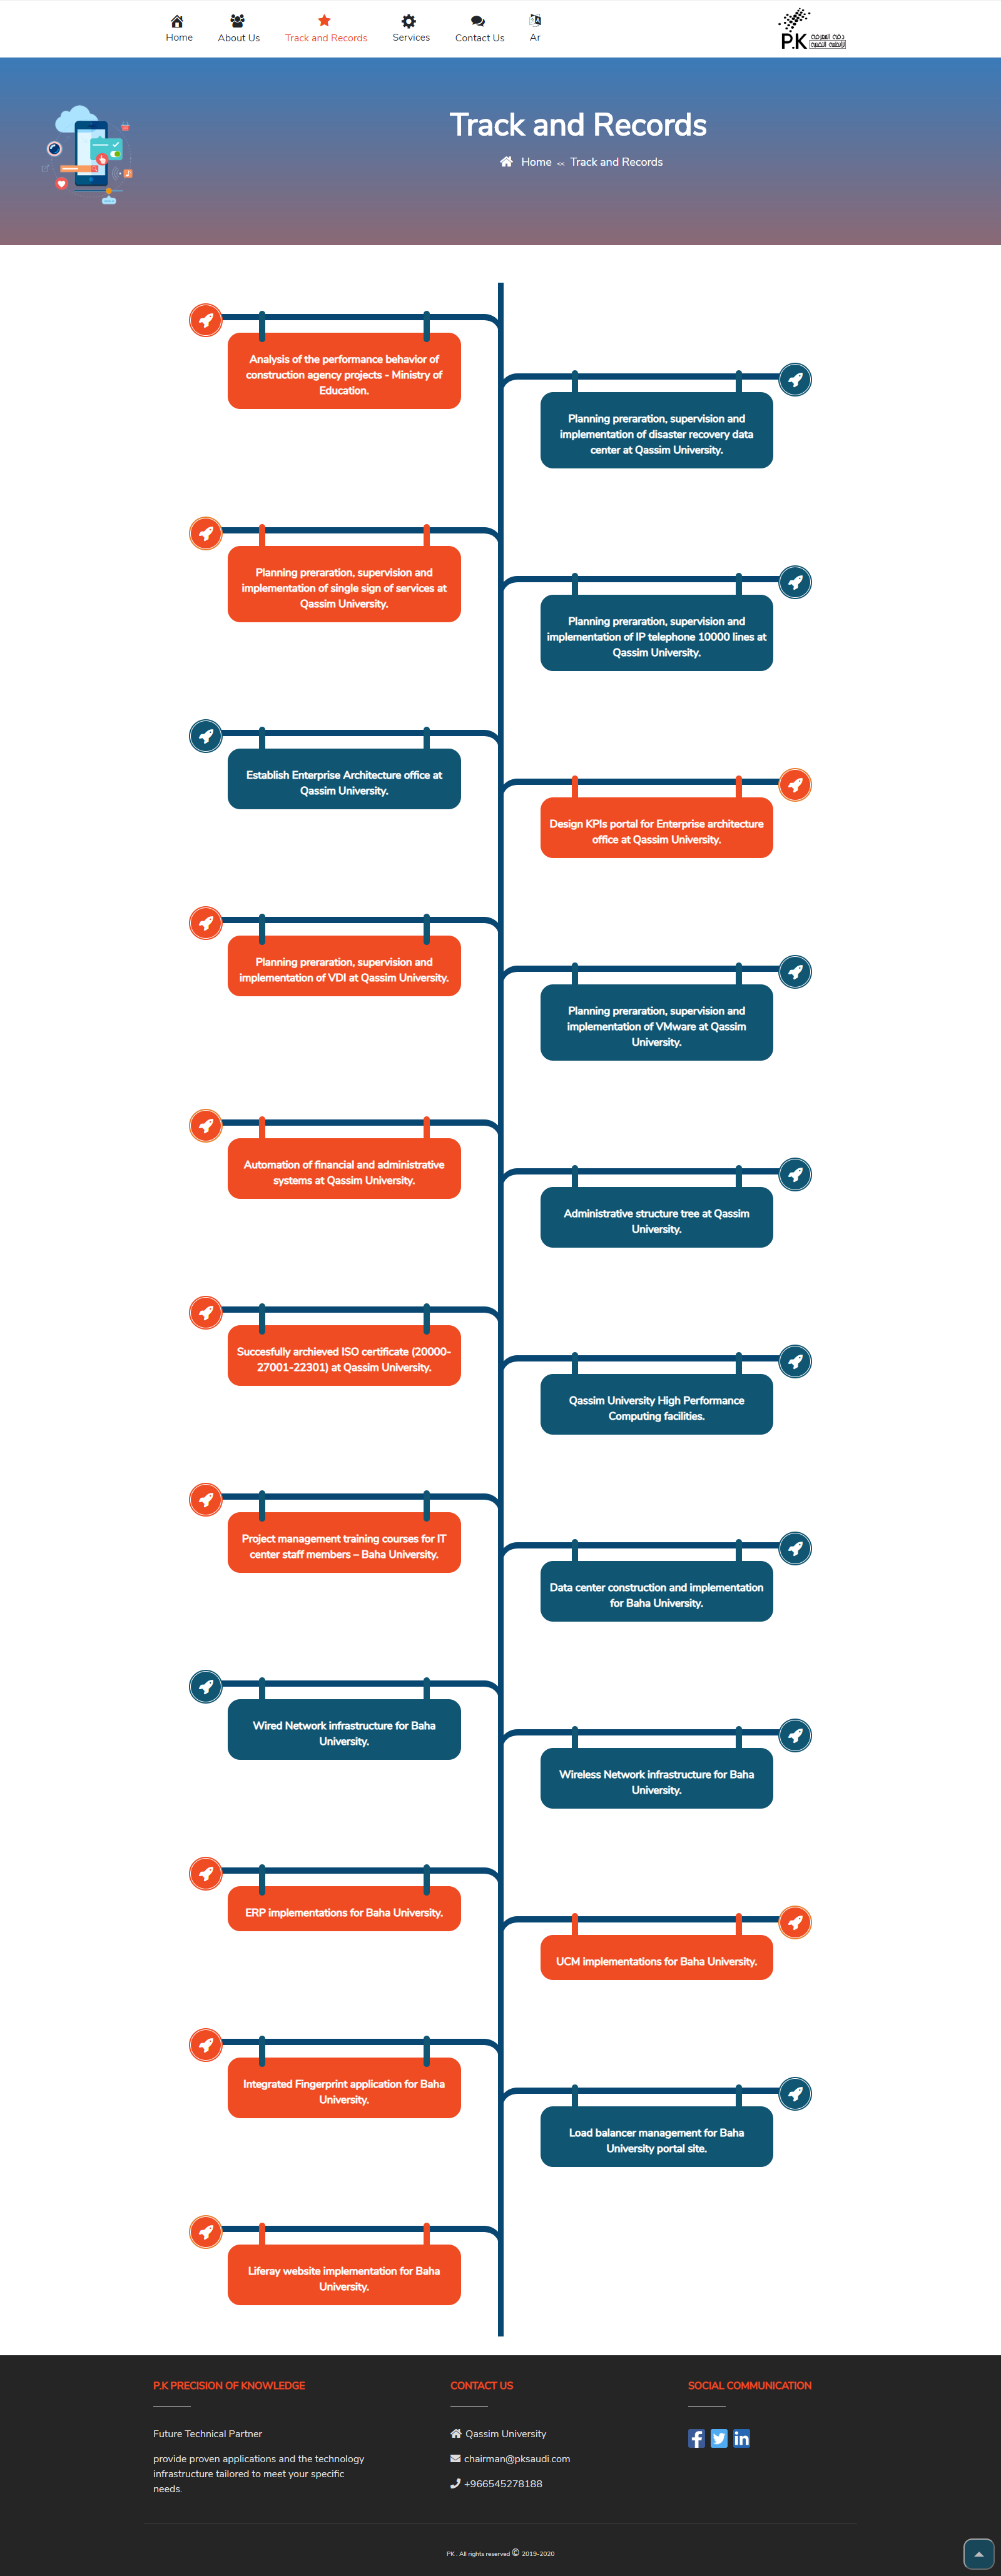 Home
About Us
Track and Records
Services
Contact Us
Ar
P.K
Track and Records
Home << Track and Records
Analysis of the performance behavior of
construction agency projects - Ministry of
Education.
Planning preraration, supervision and
implementation of disaster recovery data
center at Qassim University.
Planning preraration, supervision and
implementation of single sign of services at
Qassim University.
Planning preraration, supervision and
implementation of IP telephone 10000 lines at
Qassim University.
Establish Enterprise Architecture office at
Qassim University.
Design KPIs portal for Enterprise architecture
office at Qassim University.
Planning preraration, supervision and
implementation of VDI at Qassim University.
Planning preraration, supervision and
implementation of VMware at Qassim
University.
Automation of financial and administrative
systems at Qassim University.
Administrative structure tree at Qassim
University.
Succesfully archieved ISO certificate (20000-
27001-22301) at Qassim University.
Qassim University High Performance
Computing facilities.
Project management training courses for IT
center staff members – Baha University.
Data center construction and implementation
for Baha University.
Wired Network infrastructure for Baha
University.
Wireless Network infrastructure for Baha
University.
ERP implementations for Baha University.
UCM implementations for Baha University.
Integrated Fingerprint application for Baha
University.
Load balancer management for Baha
University portal site.
Liferay website implementation for Baha
University.
P.K PRECISION OF KNOWLEDGE
Future Technical Partner
provide proven applications and the technology
infrastructure tailored to meet your specific
needs.
CONTACT US
Qassim University
chairman@pksaudi.com
+966545278188
SOCIAL COMMUNICATION
PK . All rights reserved © 2019-2020